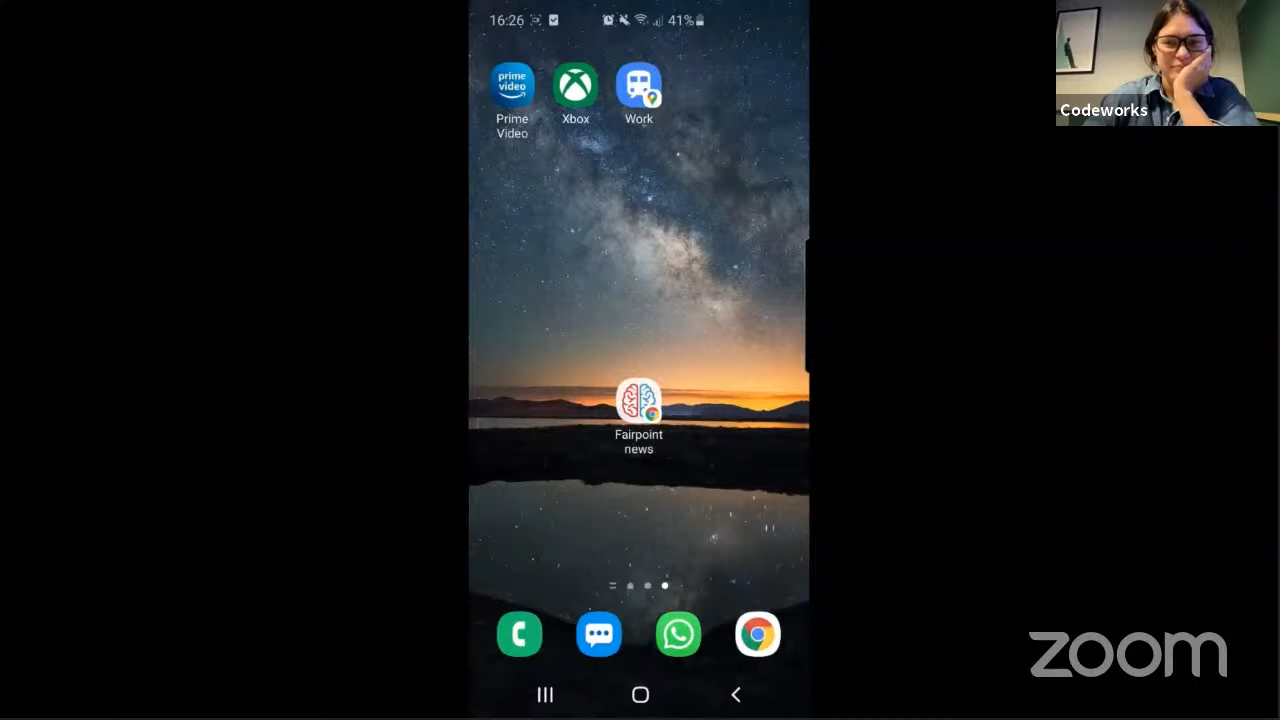 16:26
41%
prime
video
Prime
Video
Xbox
Work
Codeworks
Fairpoint
news
zoom